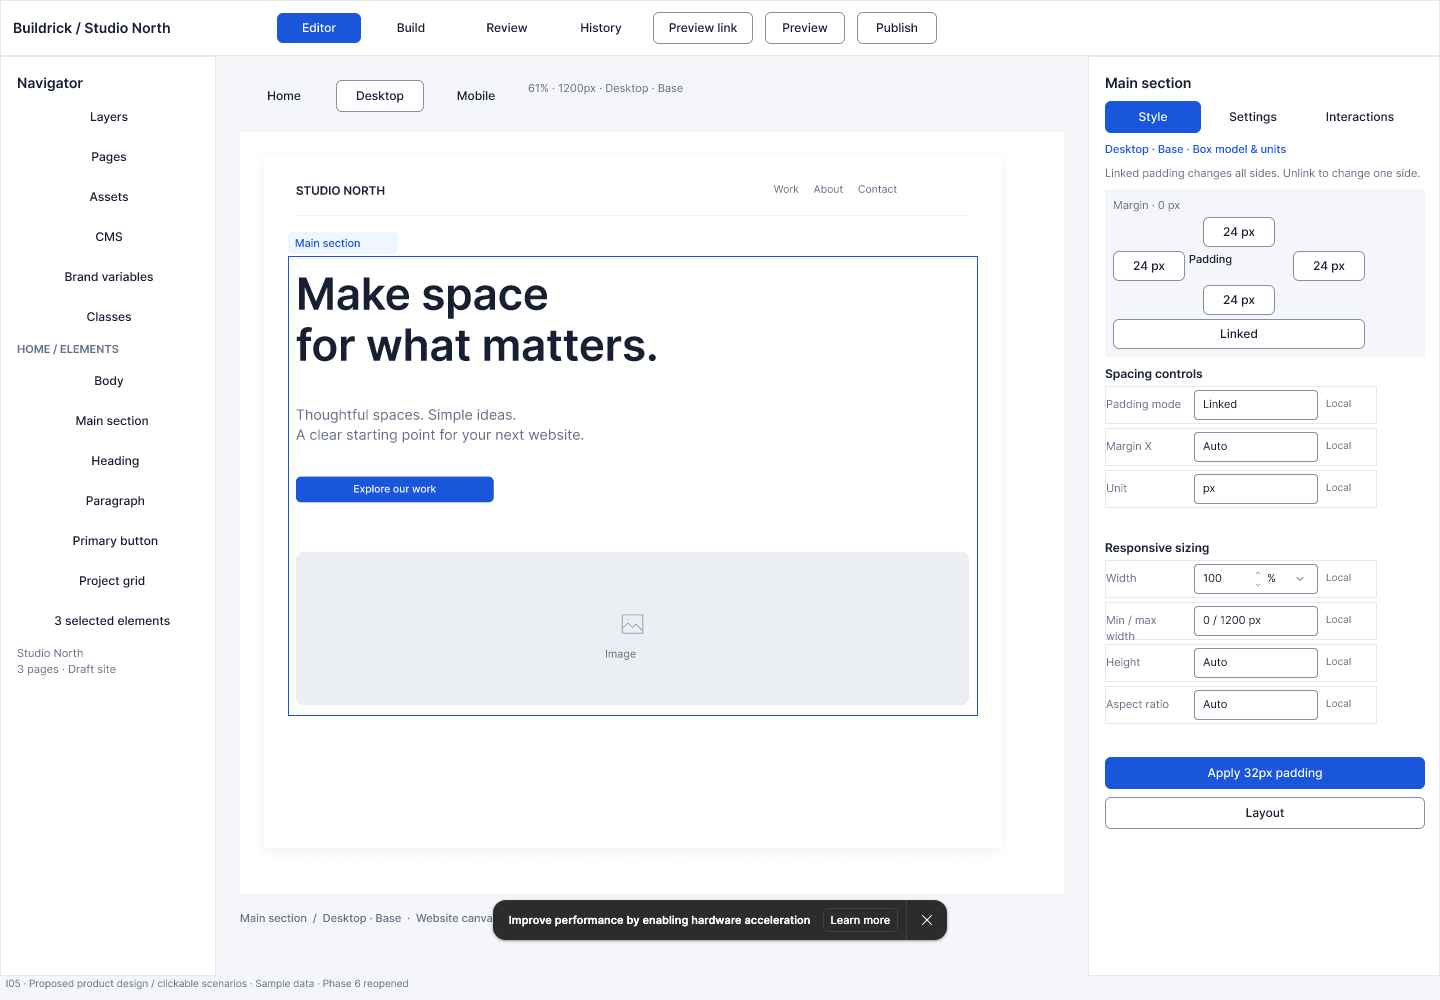 Buildrick / Studio North
Editor
Build
Review
History
Preview link
Preview
Publish
Navigator
Layers
Pages
Assets
CMS
Brand variables
Classes
HOME / ELEMENTS
Body
Main section
Heading
Paragraph
Primary button
Project grid
3 selected elements
Studio North
3 pages · Draft site
Home
Desktop
Mobile
61% · 1200px · Desktop · Base
STUDIO NORTH
Work
About
Contact
Main section
Make space
for what matters.
Thoughtful spaces. Simple ideas.
A clear starting point for your next website.
Explore our work
Image
Main section / Desktop · Base · Website canva
Improve performance by enabling hardware acceleration
Learn more
Main section
Style
Settings
Interactions
Desktop · Base · Box model & units
Linked padding changes all sides. Unlink to change one side.
Margin · 0 px
24 px
24 px
Padding
24 px
24 px
Linked
Spacing controls
Padding mode
Linked
Local
Margin X
Auto
Local
Unit
px
Local
Responsive sizing
Width
100
%
Local
Min / max
width
0 / 1200 px
Local
Height
Auto
Local
Aspect ratio
Auto
Local
Apply 32px padding
Layout
I05 · Proposed product design / clickable scenarios · Sample data · Phase 6 reopened